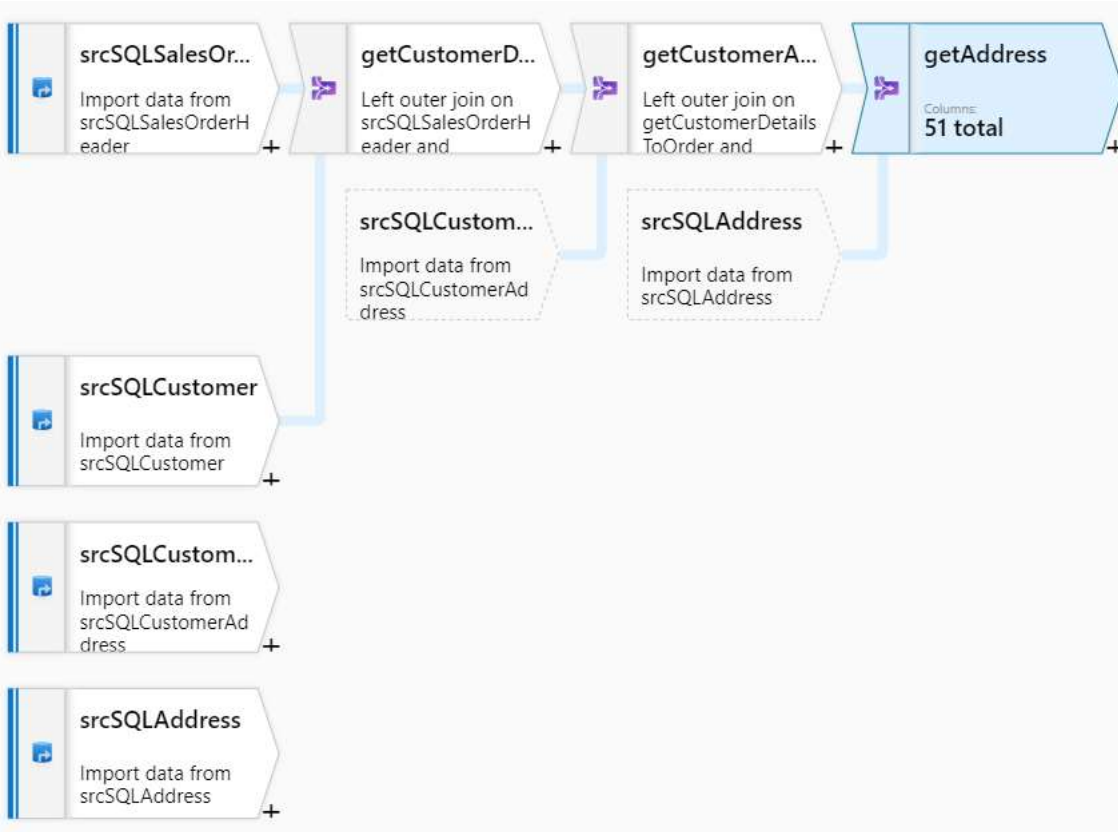 srcSQLSalesOr...
Import data from
srcSQLSalesOrderH
eader
+
getCustomerD...
Left outer join on
srcSQLSalesOrderH
eader and
+
getCustomerA...
Left outer join on
getCustomerDetails
ToOrder and
+
getAddress
Columns:
51 total
+
srcSQLCustom...
Import data from
srcSQLCustomerAd
dress
srcSQLAddress
Import data from
srcSQLAddress
srcSQLCustomer
Import data from
srcSQLCustomer
+
srcSQLCustom...
Import data from
srcSQLCustomerAd
dress
+
srcSQLAddress
Import data from
srcSQLAddress
+